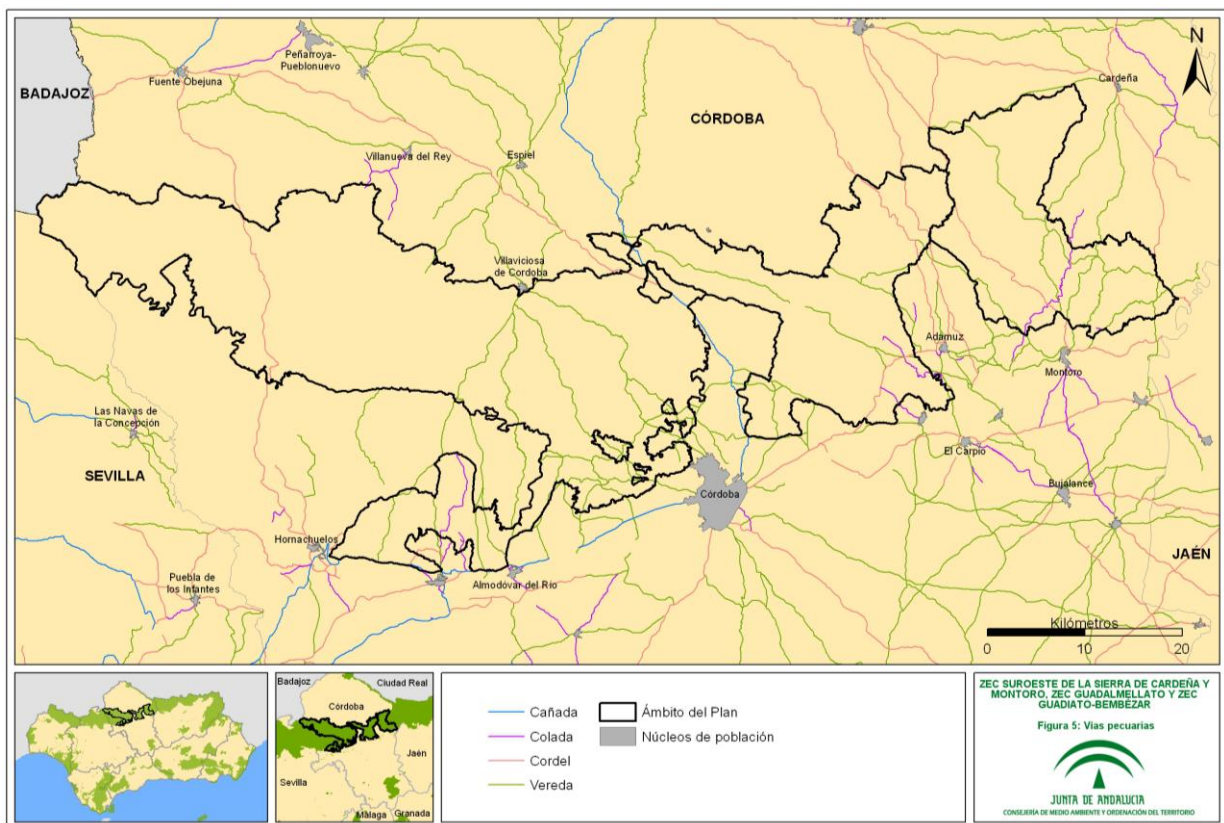 N
Peñarroya-
Pueblonuevo
Fuente Obejuna
Cardeña
BADAJOZ
CÓRDOBA
Villanueva del Rey
Espiel
Villaviciosa
de Cordoba
Adamuz
Montoro
Las Navas de
la Concepción
El Carpio
SEVILLA
Córdoba
Bujalance
Hornachuelos
JAÉN
Puebla de
los Infantes
Almodóvar del Río
Kilómetros
0 10 20
Badajoz
Ciudad Real
Córdoba
Jaén
Sevilla
Málaga
Granada
Cañada
Colada
Cordel
Vereda
Ámbito del Plan
Núcleos de población
ZEC SUROESTE DE LA SIERRA DE CARDEÑA Y
MONTORO, ZEC GUADALMELLATO Y ZEC
GUADIATO-BEMBÉZAR
Figura 5: Vias pecuarias
JUNTA DE ANDALUCIA
CONSEJERÍA DE MEDIO AMBIENTE Y ORDENACIÓN DEL TERRITORIO